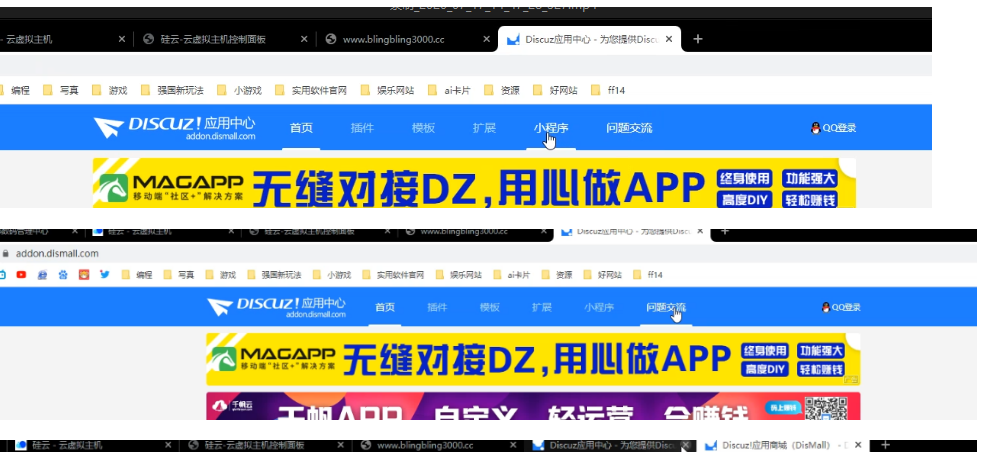 - 云虚拟主机 × 硅云-云虚拟主机控制面板 × www.blingbling3000.cc × Discuz应用中心 - 为您提供Disc × +
编程 写真 游戏 强国新玩法 小游戏 实用软件官网 娱乐网站 ai卡片 资源 好网站 ff14
DISCUZ! 应用中心 首页 插件 模板 扩展 小程序 问题交流 QQ登录
addon.dismall.com
MAGAPP 无缝对接DZ,用心做APP 终身使用 功能强大
移动端“社区+”解决方案 高度DIY 轻松赚钱
× 硅云 - 云虚拟主机 × 硅云-云虚拟主机控制面板 × www.blingbling3000.cc × Discuz应用中心 - 为您提供Disc × +
addon.dismall.com
编程 写真 游戏 强国新玩法 小游戏 实用软件官网 娱乐网站 ai卡片 资源 好网站 ff14
DISCUZ! 应用中心 首页 插件 模板 扩展 小程序 问题交流 QQ登录
addon.dismall.com
MAGAPP 无缝对接DZ,用心做APP 终身使用 功能强大
移动端“社区+”解决方案 高度DIY 轻松赚钱
千帆云 千帆APP 自定义 轻运营 会赚钱
硅云 - 云虚拟主机 × 硅云-云虚拟主机控制面板 × www.blingbling3000.cc × Discuz应用中心 - 为您提供Disc × Discuz!应用商城（DisMall） - × +